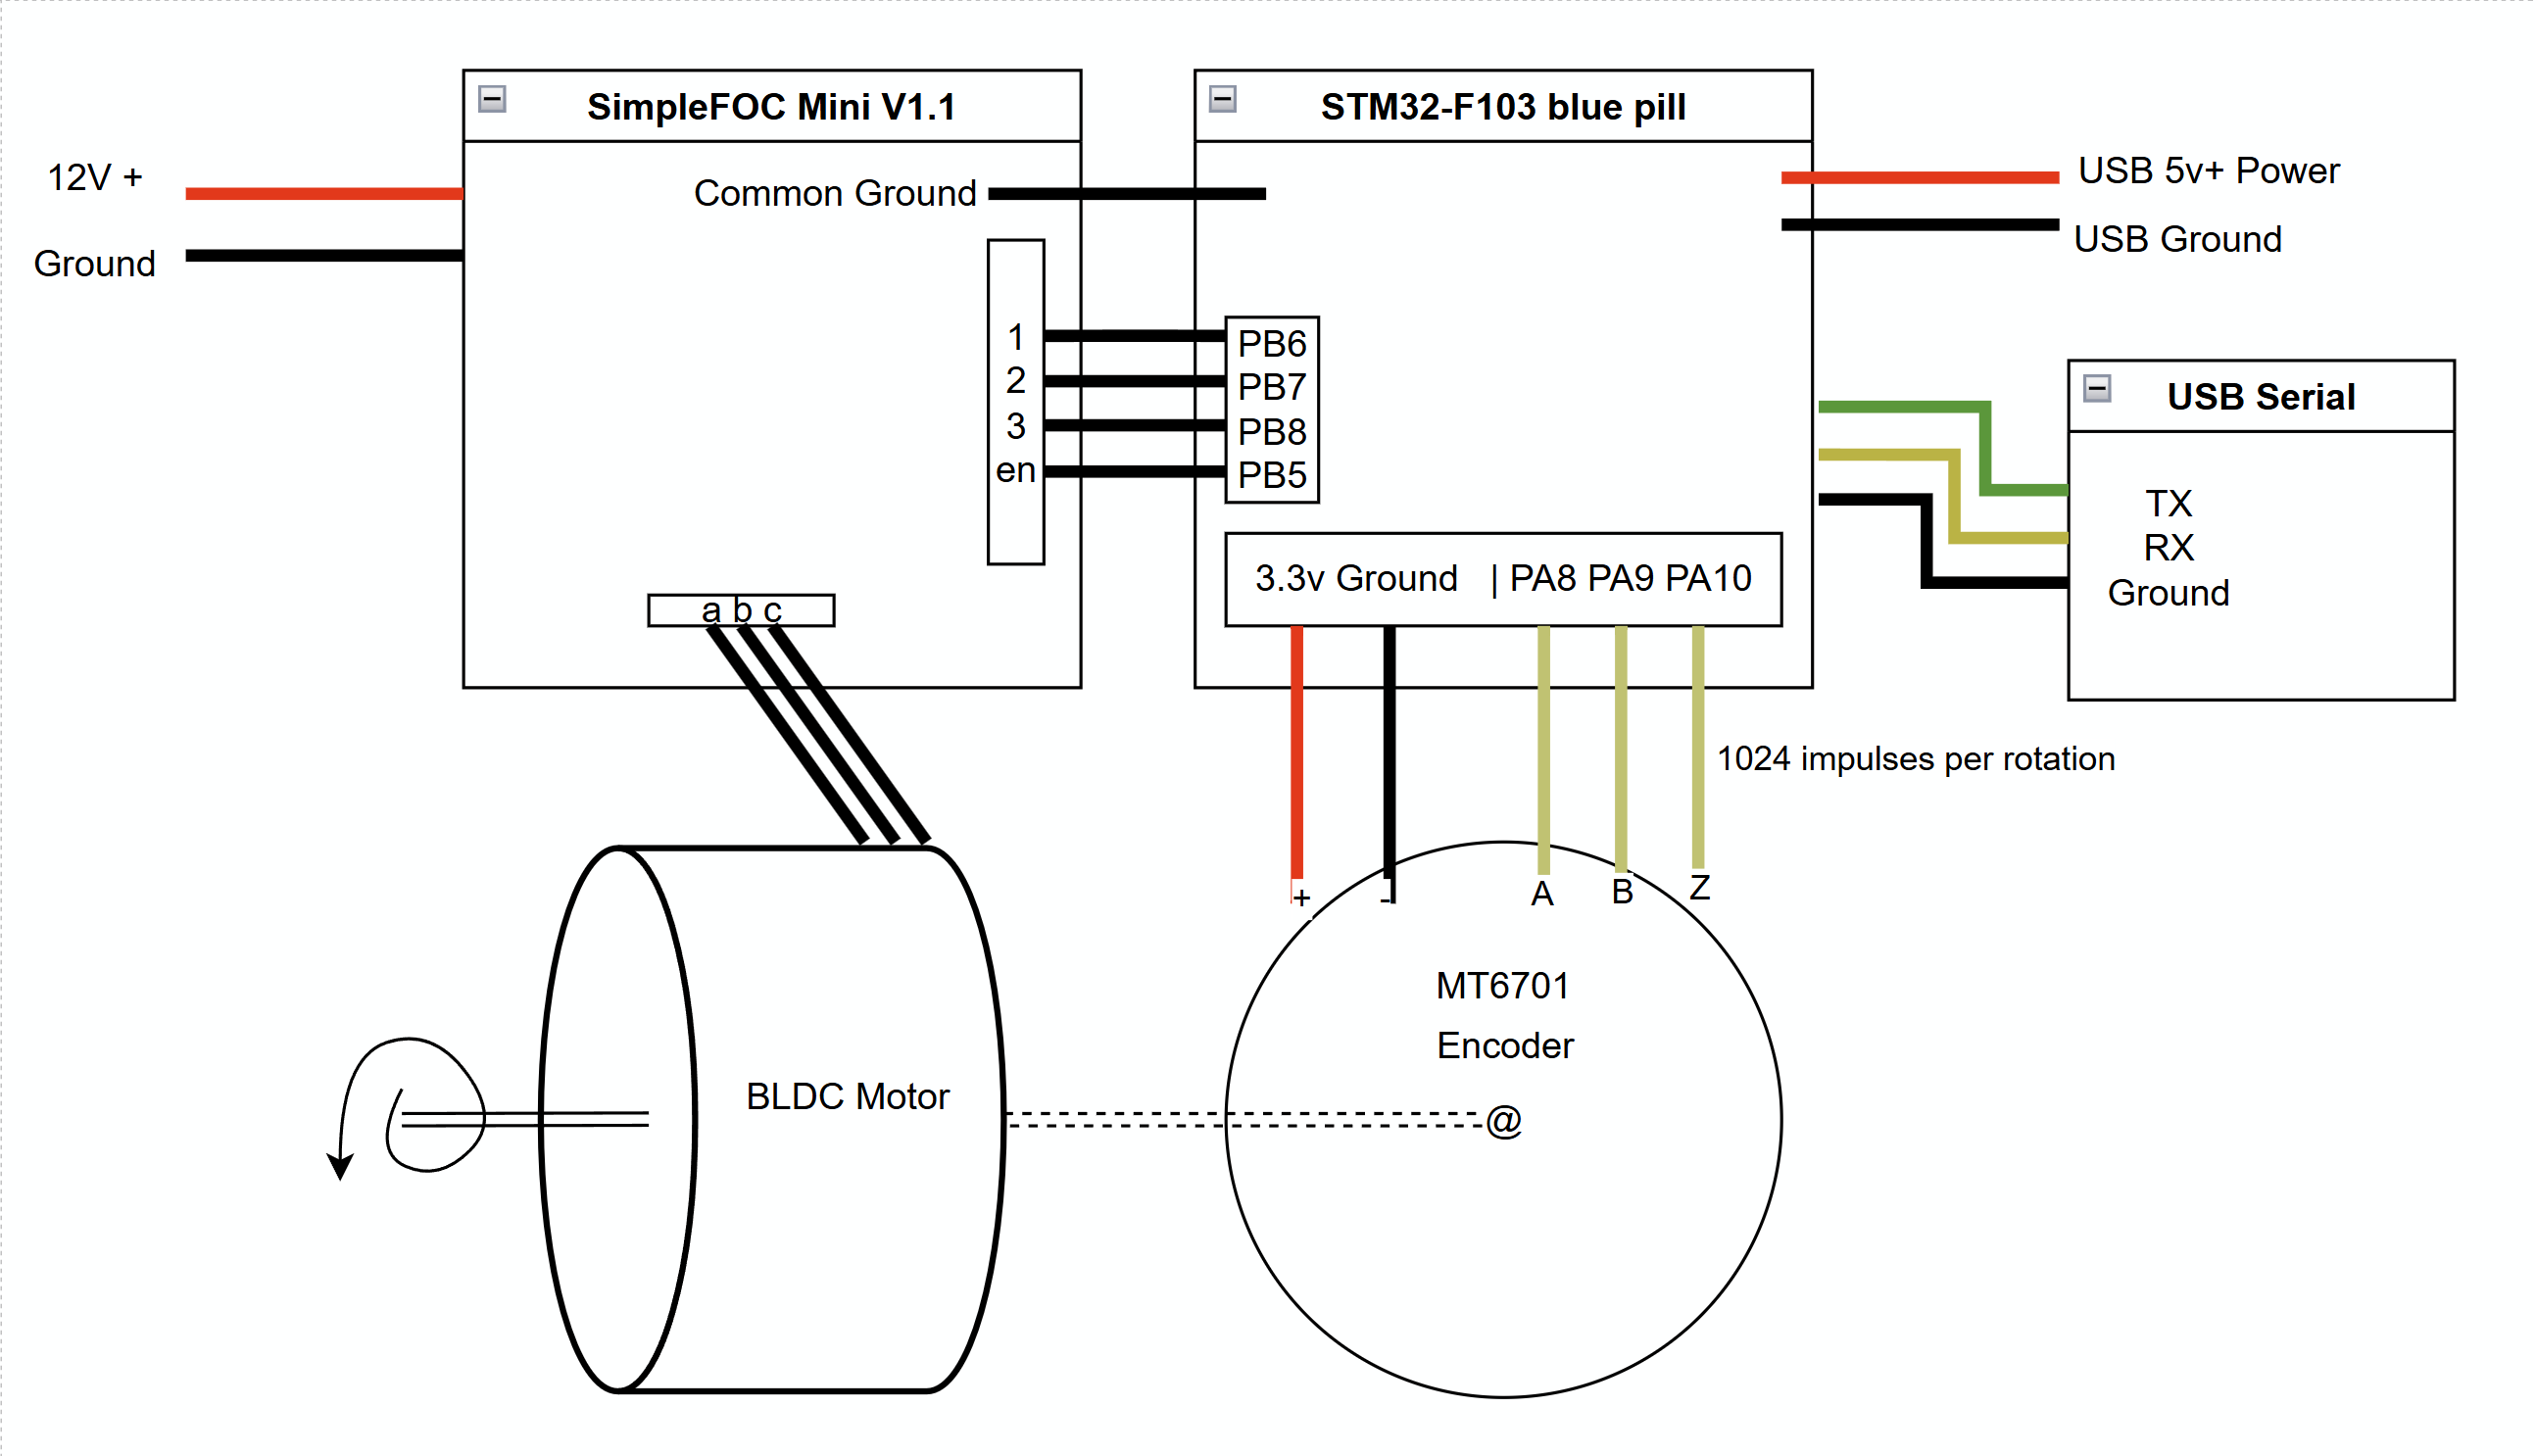 SimpleFOC Mini V1.1
STM32-F103 blue pill
12V +
Ground
Common Ground
USB 5v+ Power
USB Ground
1
2
3
en
PB6
PB7
PB8
PB5
USB Serial
TX
RX
Ground
3.3v Ground | PA8 PA9 PA10
a b c
1024 impulses per rotation
+
-
A
B
Z
MT6701
Encoder
BLDC Motor
@